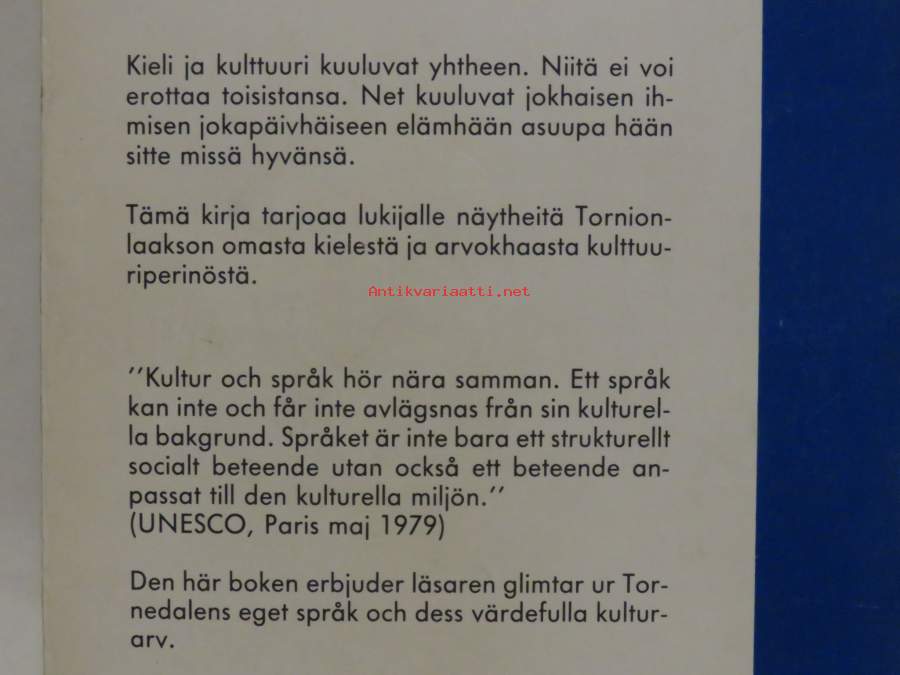 Kieli ja kulttuuri kuuluvat yhtheen. Niitä ei voi
erottaa toisistansa. Net kuuluvat jokhaisen ih-
misen jokapäivhäiseen elämhään asuupa hään
sitte missä hyvänsä.
Tämä kirja tarjoaa lukijalle näytheitä Tornion-
laakson omasta kielestä ja arvokhaasta kulttuu-
riperinöstä.
Antikvariaatti.net
''Kultur och språk hör nära samman. Ett språk
kan inte och får inte avlägsnas från sin kulturel-
la bakgrund. Språket är inte bara ett strukturellt
socialt beteende utan också ett beteende an-
passat till den kulturella miljön.''
(UNESCO, Paris maj 1979)
Den här boken erbjuder läsaren glimtar ur Tor-
nedalens eget språk och dess värdefulla kultur-
arv.